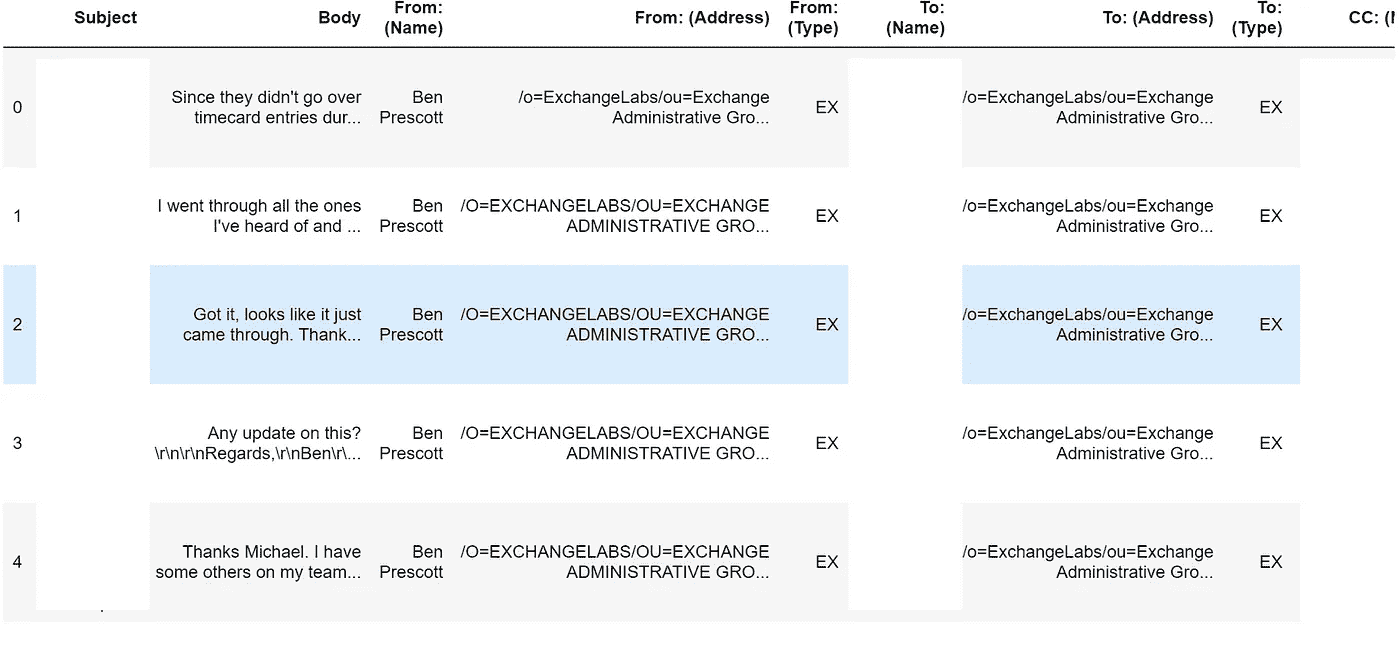 Subject Body From: (Name) From: (Address) From: (Type) To: (Name) To: (Address) To: (Type) CC:
0 Since they didn't go over Ben /o=ExchangeLabs/ou=Exchange EX /o=ExchangeLabs/ou=Exchange EX
timecard entries dur... Prescott Administrative Gro... Administrative Gro...
1 I went through all the ones Ben /O=EXCHANGELABS/OU=EXCHANGE EX /o=ExchangeLabs/ou=Exchange EX
I've heard of and ... Prescott ADMINISTRATIVE GRO... Administrative Gro...
2 Got it, looks like it just Ben /O=EXCHANGELABS/OU=EXCHANGE EX /o=ExchangeLabs/ou=Exchange EX
came through. Thank... Prescott ADMINISTRATIVE GRO... Administrative Gro...
3 Any update on this? Ben /O=EXCHANGELABS/OU=EXCHANGE EX /o=ExchangeLabs/ou=Exchange EX
\r\n\r\nRegards,\r\nBen\r\... Prescott ADMINISTRATIVE GRO... Administrative Gro...
4 Thanks Michael. I have Ben /O=EXCHANGELABS/OU=EXCHANGE EX /o=ExchangeLabs/ou=Exchange EX
some others on my team... Prescott ADMINISTRATIVE GRO... Administrative Gro...